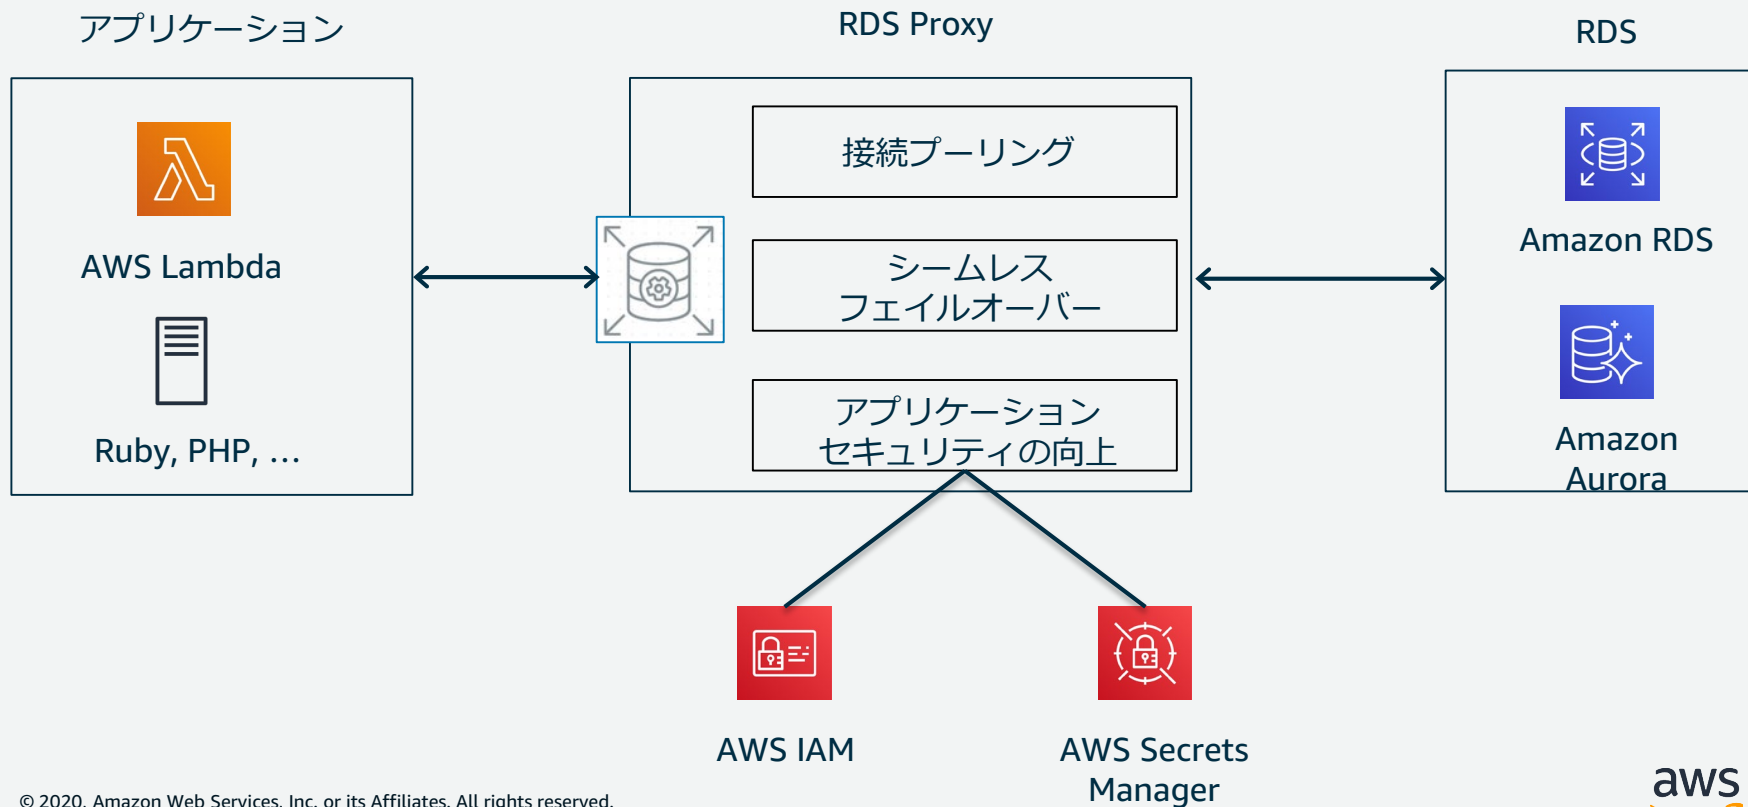 アプリケーション
RDS Proxy
RDS
AWS Lambda
Ruby, PHP, …
接続プーリング
シームレス
フェイルオーバー
アプリケーション
セキュリティの向上
Amazon RDS
Amazon
Aurora
AWS IAM
AWS Secrets
Manager
© 2020, Amazon Web Services, Inc. or its Affiliates. All rights reserved.
aws